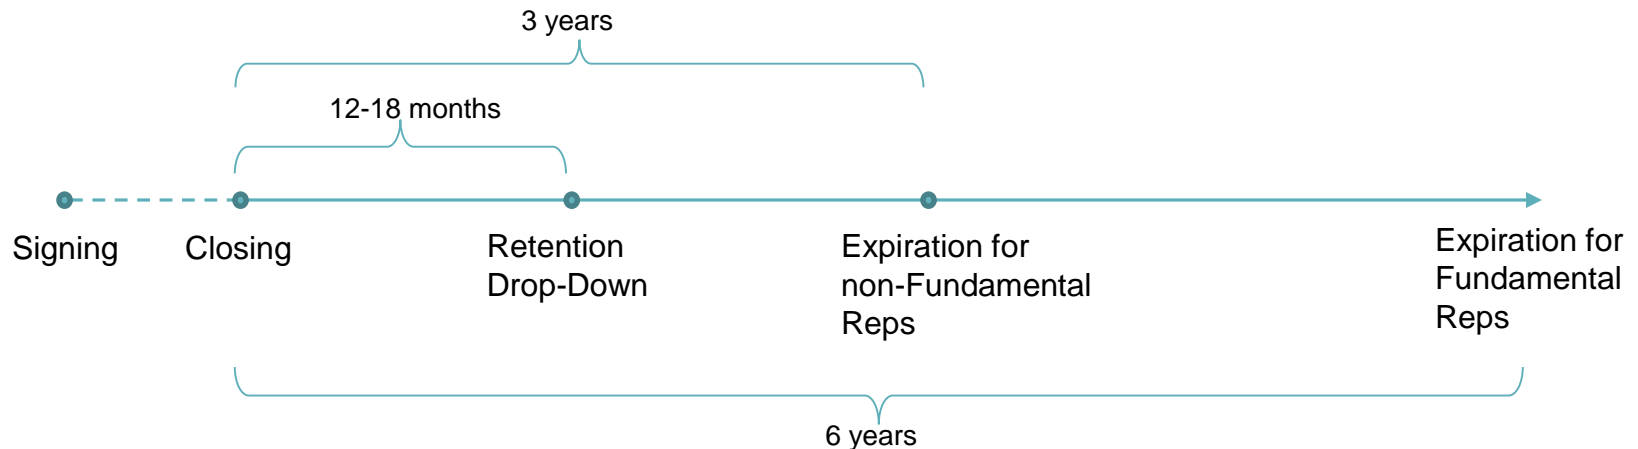 3 years
12-18 months
Signing
Closing
Retention
Drop-Down
Expiration for
non-Fundamental
Reps
Expiration for
Fundamental
Reps
6 years